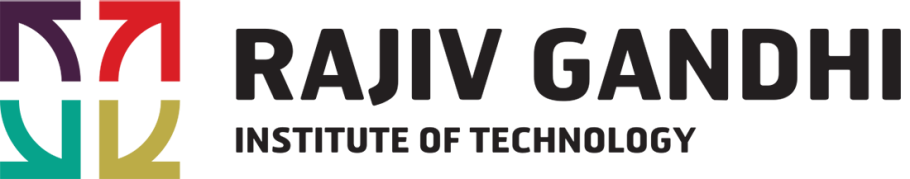 RAJIV GANDHI
INSTITUTE OF TECHNOLOGY